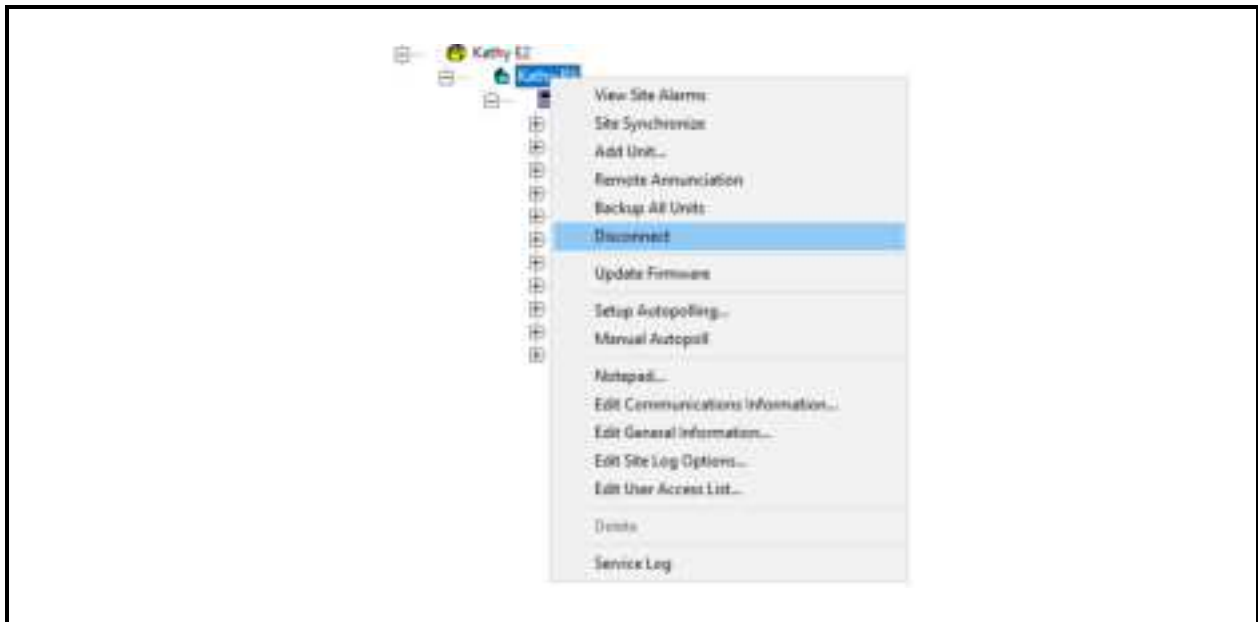 Kathy E2
Kathy E2
View Site Alarms
Site Synchronize
Add Unit...
Remote Annunciation
Backup All Units
Disconnect
Update Firmware
Setup Autopolling...
Manual Autopoll
Notepad...
Edit Communications Information...
Edit General Information...
Edit Site Log Options...
Edit User Access List...
Delete
Service Log